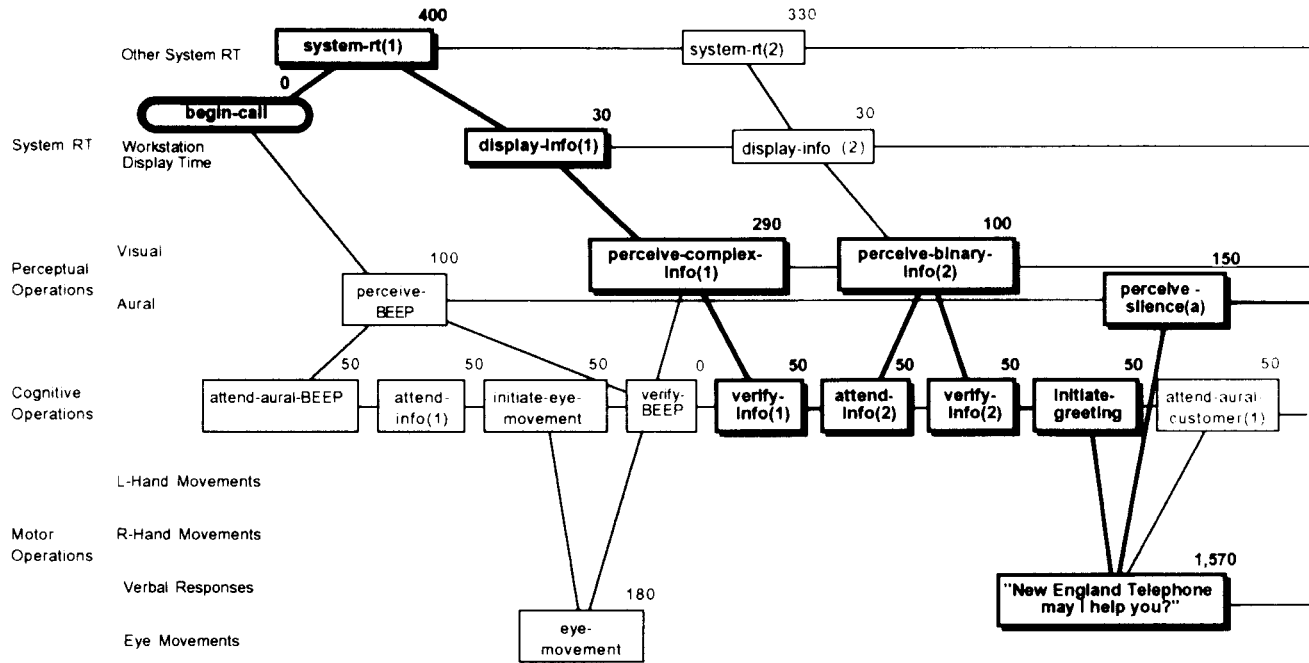 400
330
Other System RT
system-rt(1)
system-rt(2)
0
begin-call
30
30
System RT
Workstation
Display Time
display-info(1)
display-info (2)
290
100
Visual
perceive-complex-
info(1)
perceive-binary-
info(2)
Perceptual
Operations
100
150
Aural
perceive-
BEEP
perceive -
silence(a)
50
50
50
0
50
50
50
50
50
Cognitive
Operations
attend-aural-BEEP
attend-
info(1)
initiate-eye-
movement
verify-
BEEP
verify-
info(1)
attend-
info(2)
verify-
info(2)
initiate-
greeting
attend-aural-
customer(1)
L-Hand Movements
Motor
Operations
R-Hand Movements
1,570
Verbal Responses
"New England Telephone
may I help you?"
180
Eye Movements
eye-
movement